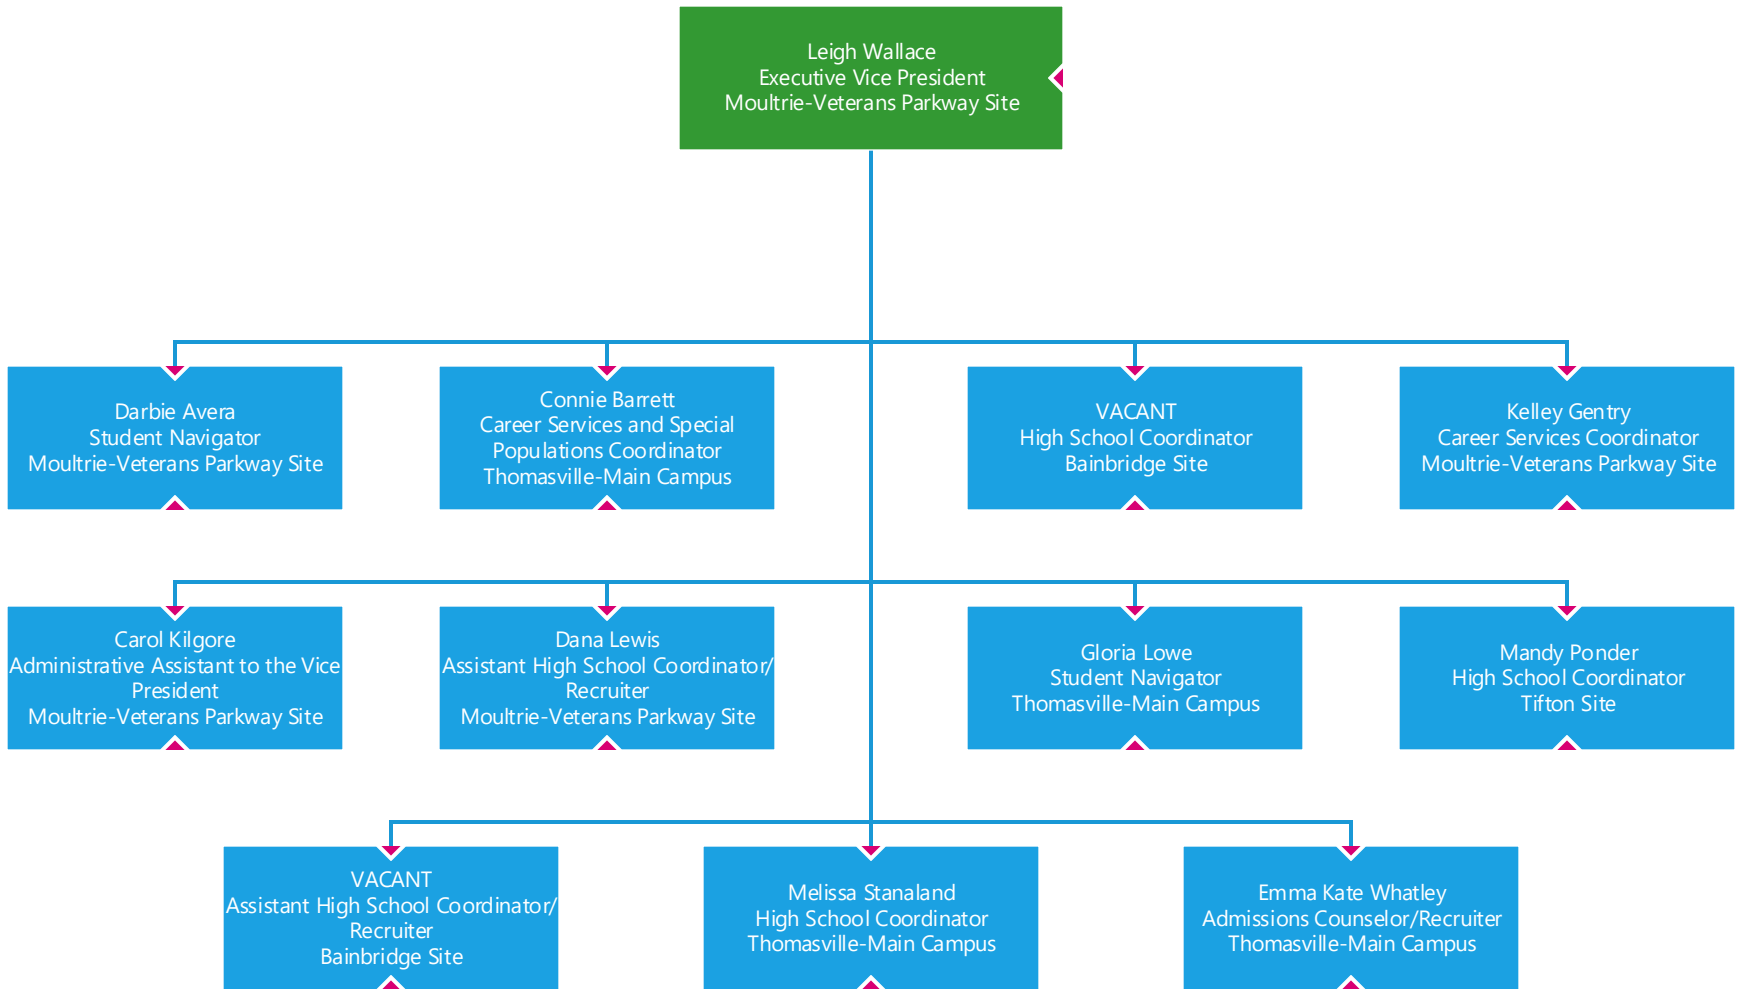 Leigh Wallace
Executive Vice President
Moultrie-Veterans Parkway Site
Darbie Avera
Student Navigator
Moultrie-Veterans Parkway Site
Connie Barrett
Career Services and Special
Populations Coordinator
Thomasville-Main Campus
VACANT
High School Coordinator
Bainbridge Site
Kelley Gentry
Career Services Coordinator
Moultrie-Veterans Parkway Site
Carol Kilgore
Administrative Assistant to the Vice
President
Moultrie-Veterans Parkway Site
Dana Lewis
Assistant High School Coordinator/
Recruiter
Moultrie-Veterans Parkway Site
Gloria Lowe
Student Navigator
Thomasville-Main Campus
Mandy Ponder
High School Coordinator
Tifton Site
VACANT
Assistant High School Coordinator/
Recruiter
Bainbridge Site
Melissa Stanaland
High School Coordinator
Thomasville-Main Campus
Emma Kate Whatley
Admissions Counselor/Recruiter
Thomasville-Main Campus